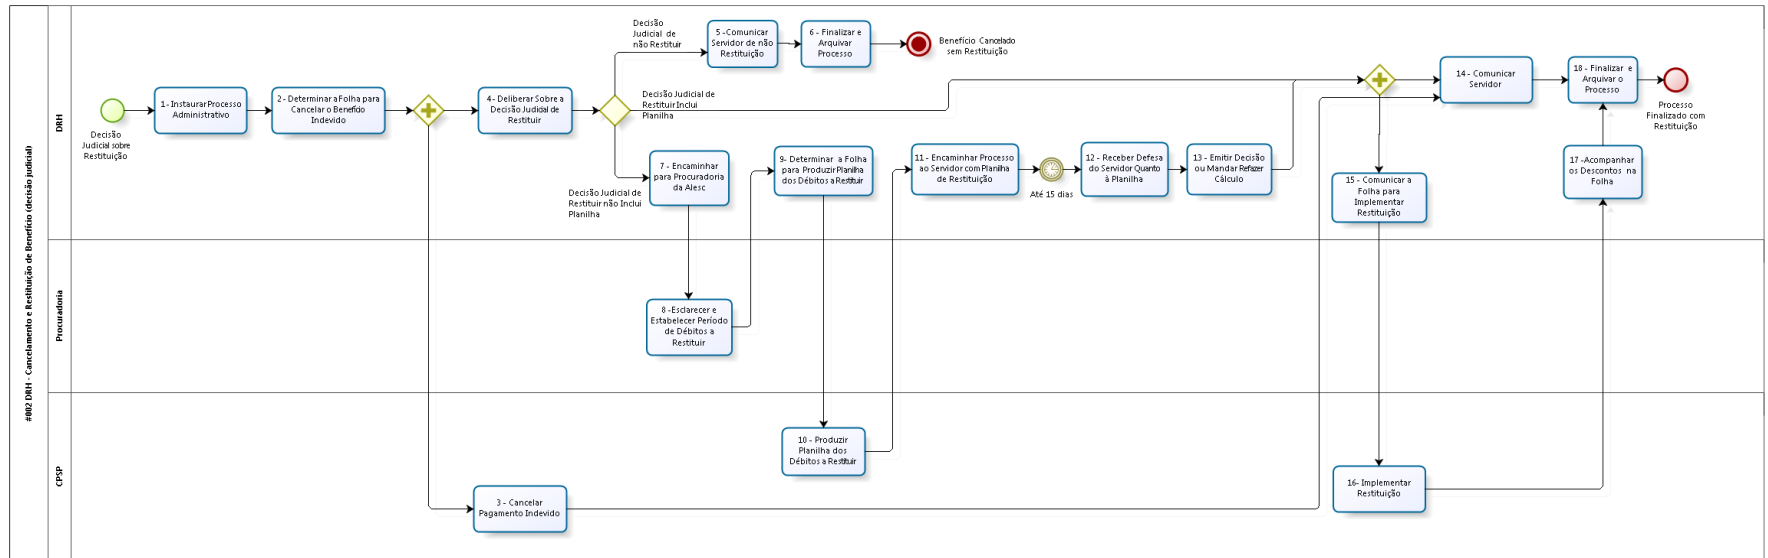 #002 DRH - Cancelamento e Restituição de Benefício (decisão judicial)
DRH
Procuradoria
CPSP
Decisão
Judicial sobre
Restituição
1- Instaurar Processo
Administrativo
2 - Determinar a Folha para
Cancelar o Benefício
Indevido
4- Deliberar Sobre a
Decisão Judicial de
Restituir
Decisão
Judicial de
não Restituir
5 -Comunicar
Servidor de não
Restituição
6 - Finalizar e
Arquivar
Processo
Benefício Cancelado
sem Restituição
Decisão Judicial de
Restituir Inclui
Planilha
Decisão Judicial de
Restituir não Inclui
Planilha
7 - Encaminhar
para Procuradoria
da Alesc
8 -Esclarecer e
Estabelecer Período
de Débitos a
Restituir
9- Determinar a Folha
para Produzir Planilha
dos Débitos a Restituir
10 - Produzir
Planilha dos
Débitos a Restituir
11 - Encaminhar Processo
ao Servidor com Planilha
de Restituição
Até 15 dias
12 - Receber Defesa
do Servidor Quanto
à Planilha
13 - Emitir Decisão
ou Mandar Refazer
Cálculo
14 - Comunicar
Servidor
15 - Comunicar a
Folha para
Implementar
Restituição
16- Implementar
Restituição
17 -Acompanhar
os Descontos na
Folha
18 - Finalizar e
Arquivar o
Processo
Processo
Finalizado com
Restituição
3 - Cancelar
Pagamento Indevido